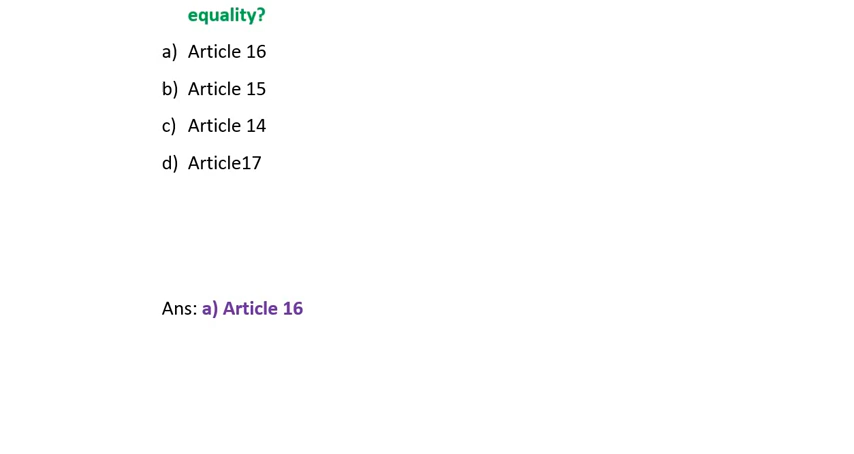 equality?
a) Article 16
b) Article 15
c) Article 14
d) Article17
Ans: a) Article 16